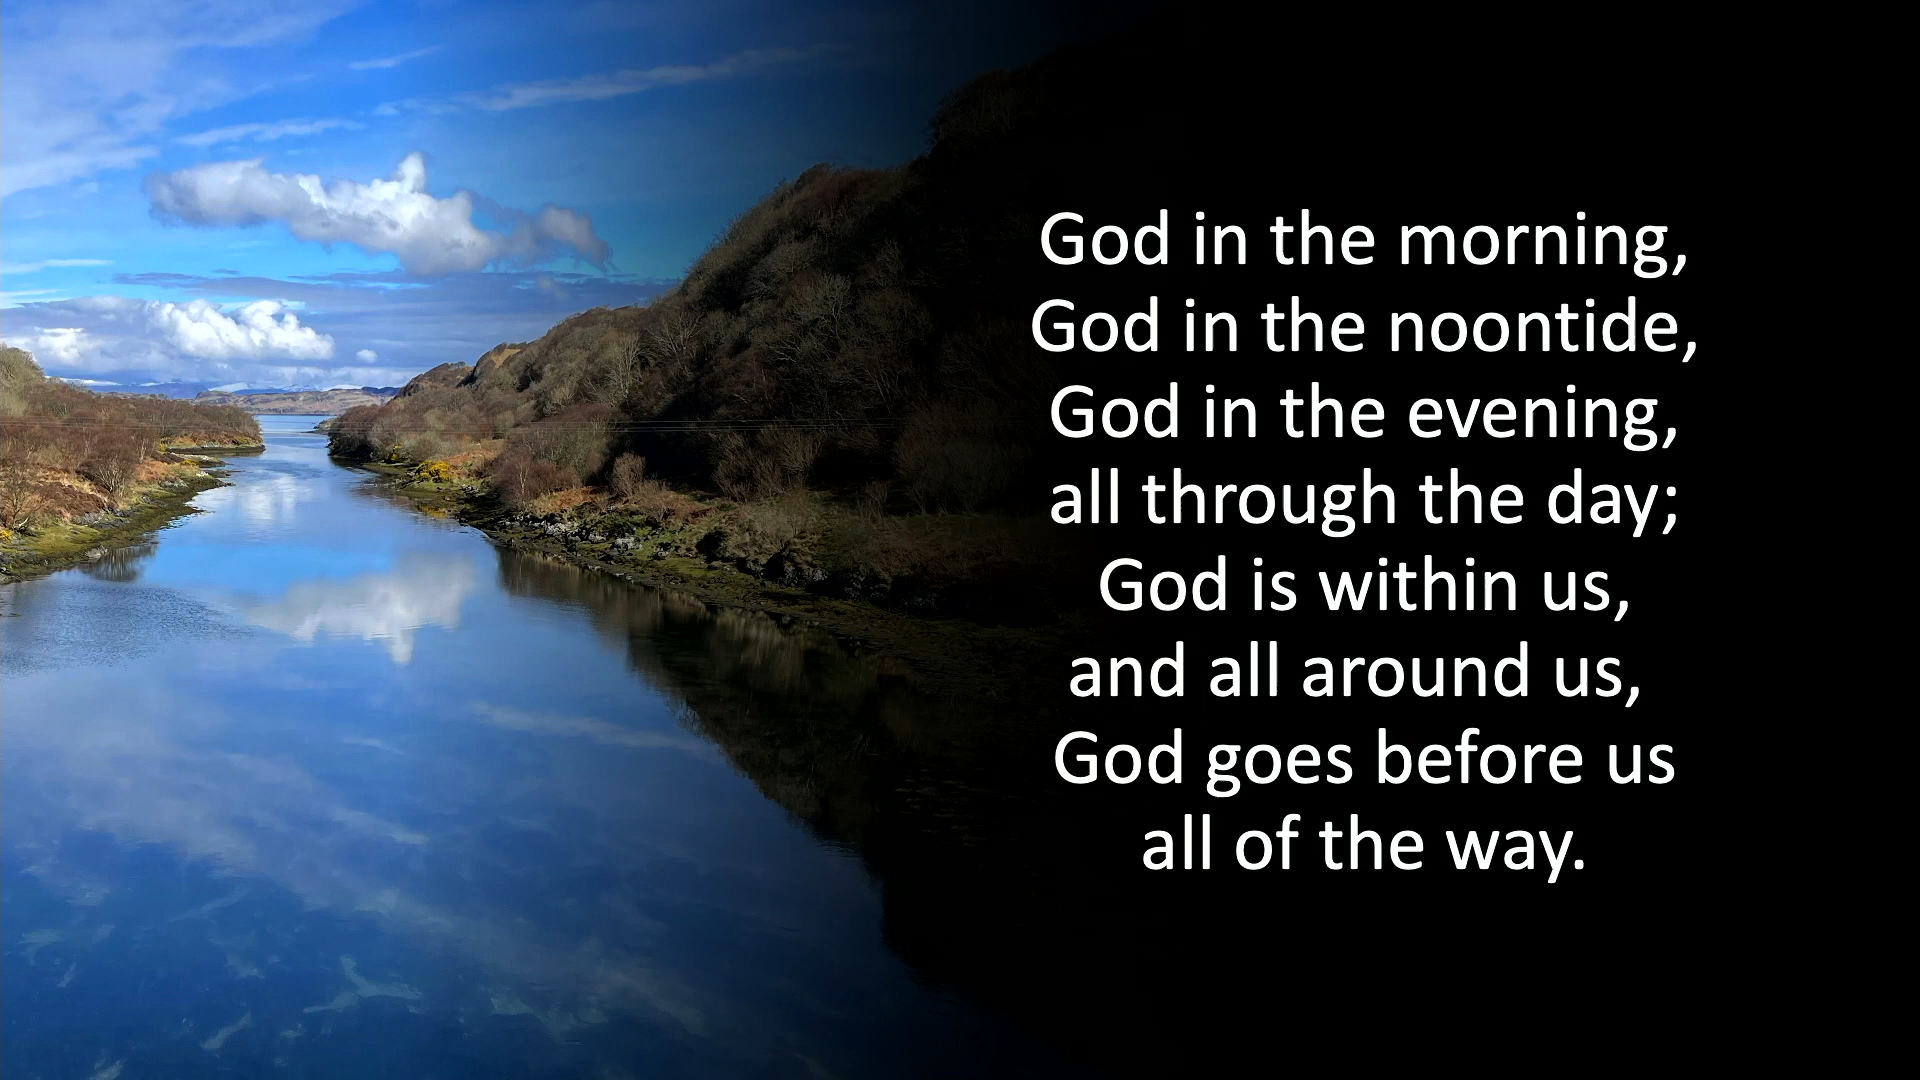 God in the morning,
God in the noontide,
God in the evening,
all through the day;
God is within us,
and all around us,
God goes before us
all of the way.